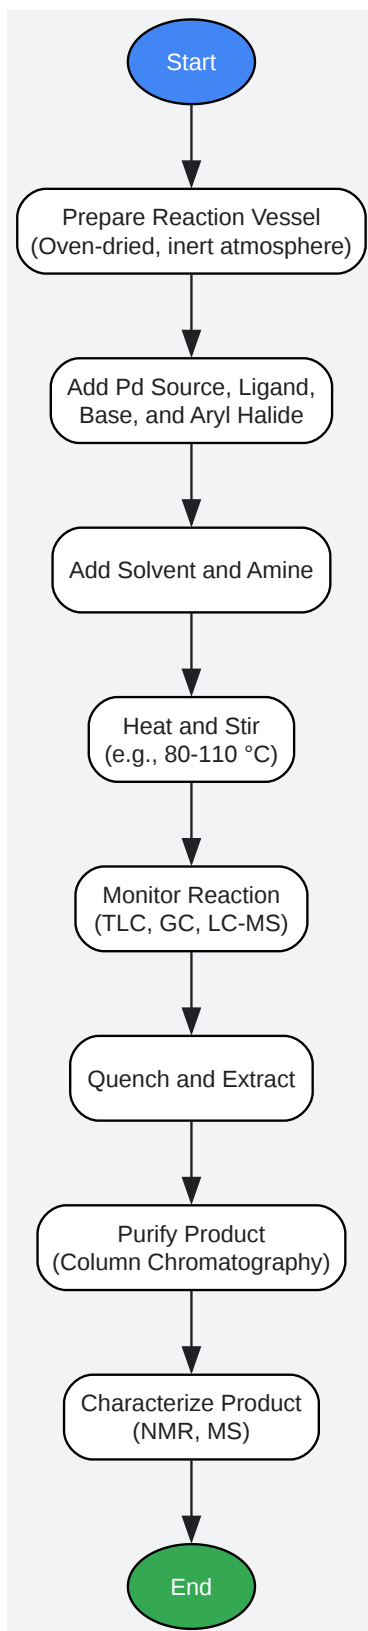 Start
Prepare Reaction Vessel
(Oven-dried, inert atmosphere)
Add Pd Source, Ligand,
Base, and Aryl Halide
Add Solvent and Amine
Heat and Stir
(e.g., 80-110 °C)
Monitor Reaction
(TLC, GC, LC-MS)
Quench and Extract
Purify Product
(Column Chromatography)
Characterize Product
(NMR, MS)
End